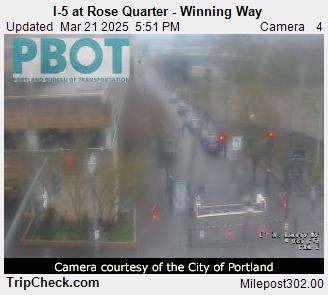 I-5 at Rose Quarter - Winning Way
Updated  Mar 21 2025  5:51 PM
Camera  4
PBOT
PORTLAND BUREAU OF TRANSPORTATION
Camera courtesy of the City of Portland
TripCheck.com
Milepost302.00